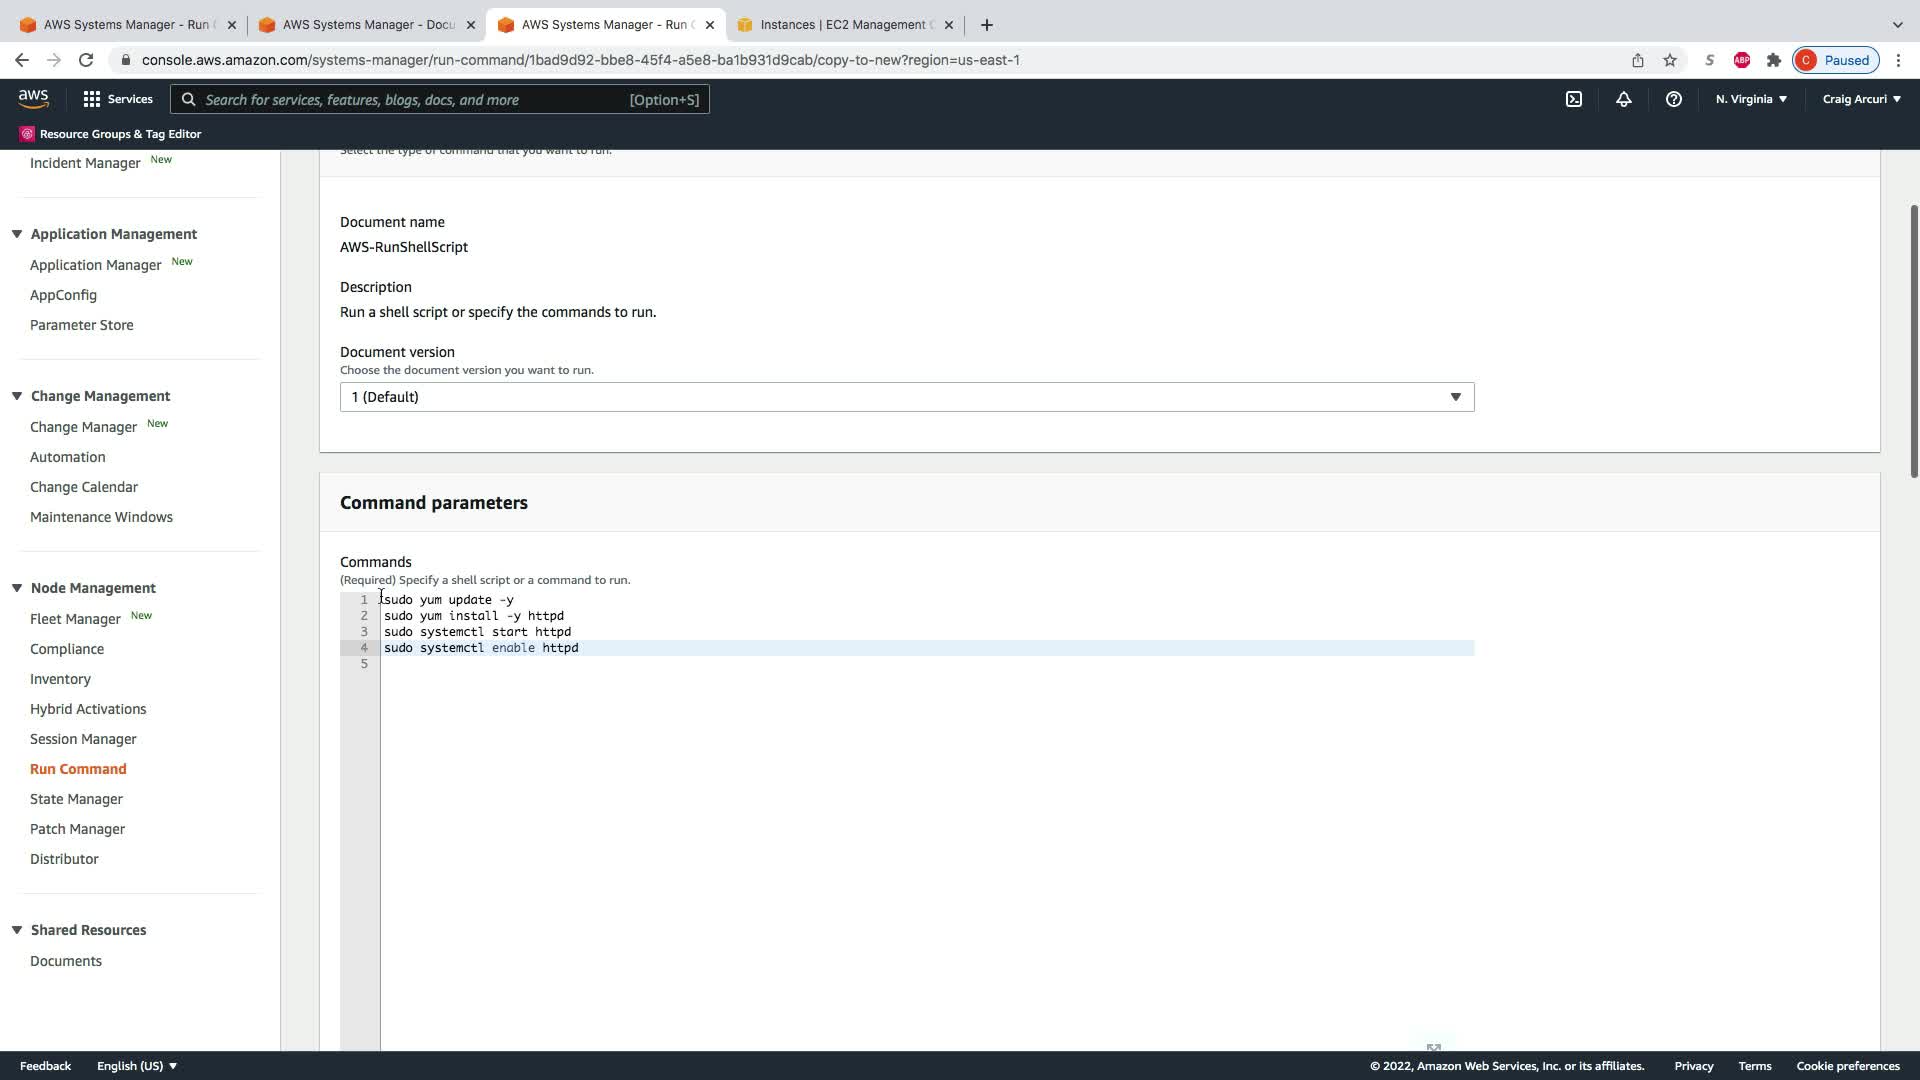 AWS Systems Manager - Run
AWS Systems Manager - Docu
AWS Systems Manager - Run
Instances | EC2 Management
console.aws.amazon.com/systems-manager/run-command/1bad9d92-bbe8-45f4-a5e8-ba1b931d9cab/copy-to-new?region=us-east-1
S
ABP
C Paused
aws
Services
Search for services, features, blogs, docs, and more [Option+S]
N. Virginia
Craig Arcuri
Resource Groups & Tag Editor
Incident Manager New
Application Management
Application Manager New
AppConfig
Parameter Store
Change Management
Change Manager New
Automation
Change Calendar
Maintenance Windows
Node Management
Fleet Manager New
Compliance
Inventory
Hybrid Activations
Session Manager
Run Command
State Manager
Patch Manager
Distributor
Shared Resources
Documents
Select the type of command that you want to run.
Document name
AWS-RunShellScript
Description
Run a shell script or specify the commands to run.
Document version
Choose the document version you want to run.
1 (Default)
Command parameters
Commands
(Required) Specify a shell script or a command to run.
1 sudo yum update -y
2 sudo yum install -y httpd
3 sudo systemctl start httpd
4 sudo systemctl enable httpd
5
Feedback
English (US)
© 2022, Amazon Web Services, Inc. or its affiliates.
Privacy
Terms
Cookie preferences